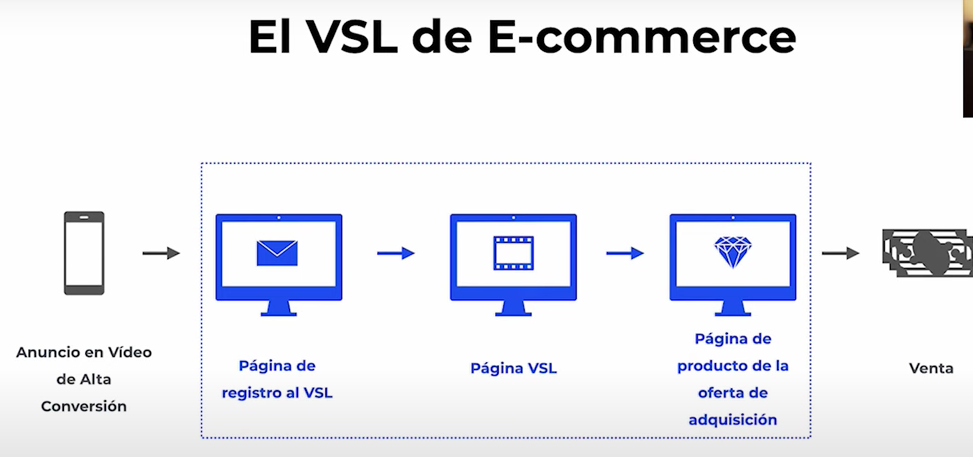 El VSL de E-commerce
Anuncio en Vídeo
de Alta
Conversión
Página de
registro al VSL
Página VSL
Página de
producto de la
oferta de
adquisición
Venta